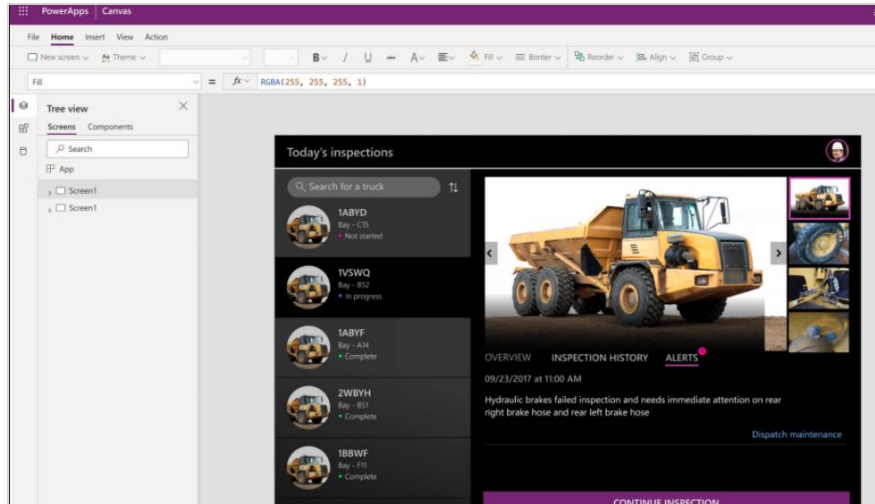 PowerApps | Canvas
File Home Insert View Action
New screen Theme B / U A Fill Border Reorder Align Group
Fill = fx RGBA(255, 255, 255, 1)
Tree view
Screens Components
Search
App
Screen1
Screen1
Today's inspections
Search for a truck
1ABYD
Bay - C15
Not started
1VSWQ
Bay - B52
In progress
1ABYF
Bay - A14
Complete
2WBYH
Bay - B51
Complete
1BBWF
Bay - F11
Complete
OVERVIEW INSPECTION HISTORY ALERTS
09/23/2017 at 11:00 AM
Hydraulic brakes failed inspection and needs immediate attention on rear
right brake hose and rear left brake hose
Dispatch maintenance
CONTINUE INSPECTION